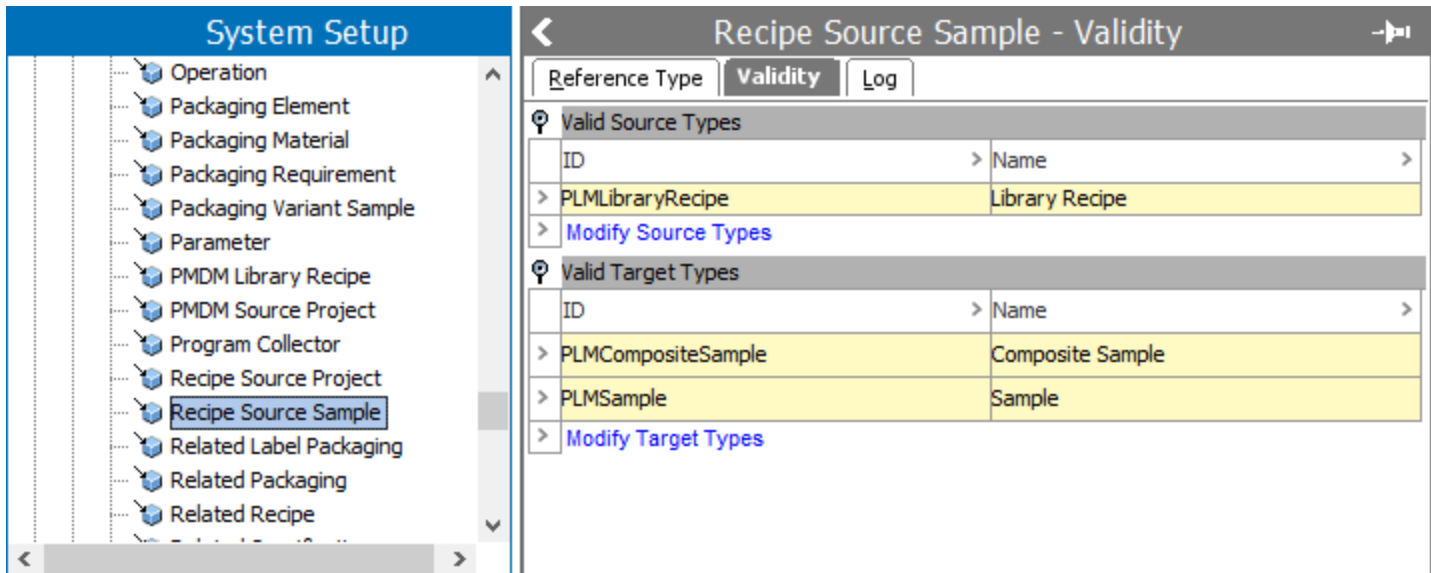 System Setup
Operation
Packaging Element
Packaging Material
Packaging Requirement
Packaging Variant Sample
Parameter
PMDM Library Recipe
PMDM Source Project
Program Collector
Recipe Source Project
Recipe Source Sample
Related Label Packaging
Related Packaging
Related Recipe
Recipe Source Sample - Validity
Reference Type Validity Log
Valid Source Types
ID > Name >
> PLMLibraryRecipe Library Recipe
> Modify Source Types
Valid Target Types
ID > Name >
> PLMCompositeSample Composite Sample
> PLMSample Sample
> Modify Target Types